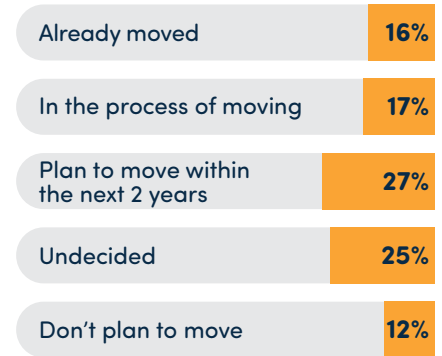 Already moved 16%
In the process of moving 17%
Plan to move within
the next 2 years 27%
Undecided 25%
Don’t plan to move 12%